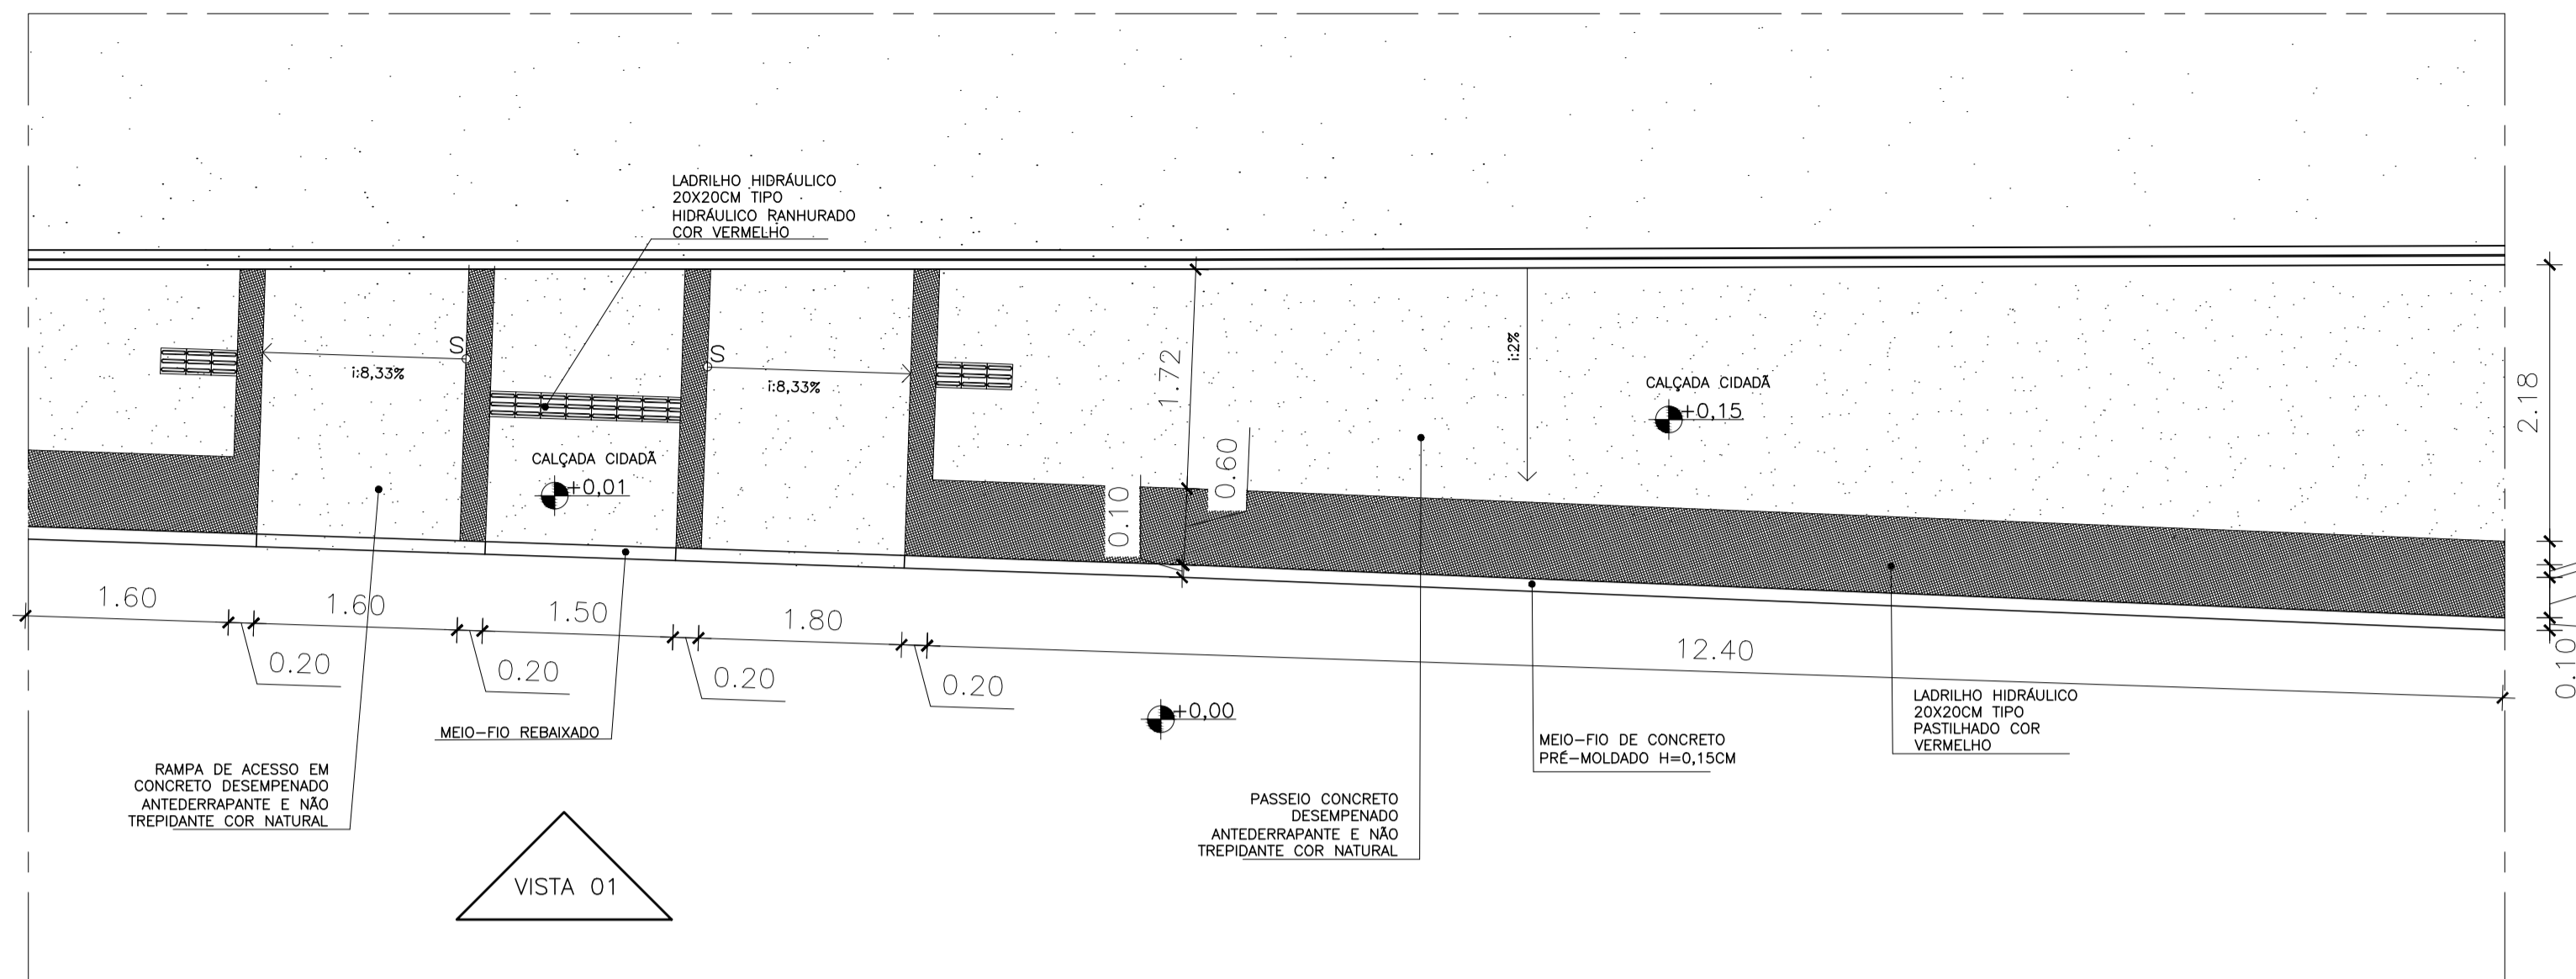 LADRILHO HIDRÁULICO
20X20CM TIPO
HIDRÁULICO RANHURADO
COR VERMELHO
S
i:8,33%
S
i:8,33%
1.72
i:2%
CALÇADA CIDADÃ
+0,15
2.18
CALÇADA CIDADÃ
+0,01
0.60
0.10
1.60
1.60
1.50
1.80
12.40
0.20
0.20
0.20
0.20
0.10
+0,00
MEIO-FIO REBAIXADO
LADRILHO HIDRÁULICO
20X20CM TIPO
PASTILHADO COR
VERMELHO
MEIO-FIO DE CONCRETO
PRÉ-MOLDADO H=0,15CM
RAMPA DE ACESSO EM
CONCRETO DESEMPENADO
ANTEDERRAPANTE E NÃO
TREPIDANTE COR NATURAL
PASSEIO CONCRETO
DESEMPENADO
ANTEDERRAPANTE E NÃO
TREPIDANTE COR NATURAL
VISTA 01